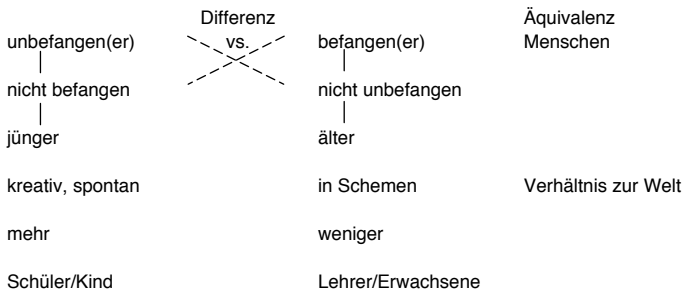 Differenz Äquivalenz
unbefangen(er) vs. befangen(er) Menschen
nicht befangen nicht unbefangen
jünger älter
kreativ, spontan in Schemen Verhältnis zur Welt
mehr weniger
Schüler/Kind Lehrer/Erwachsene